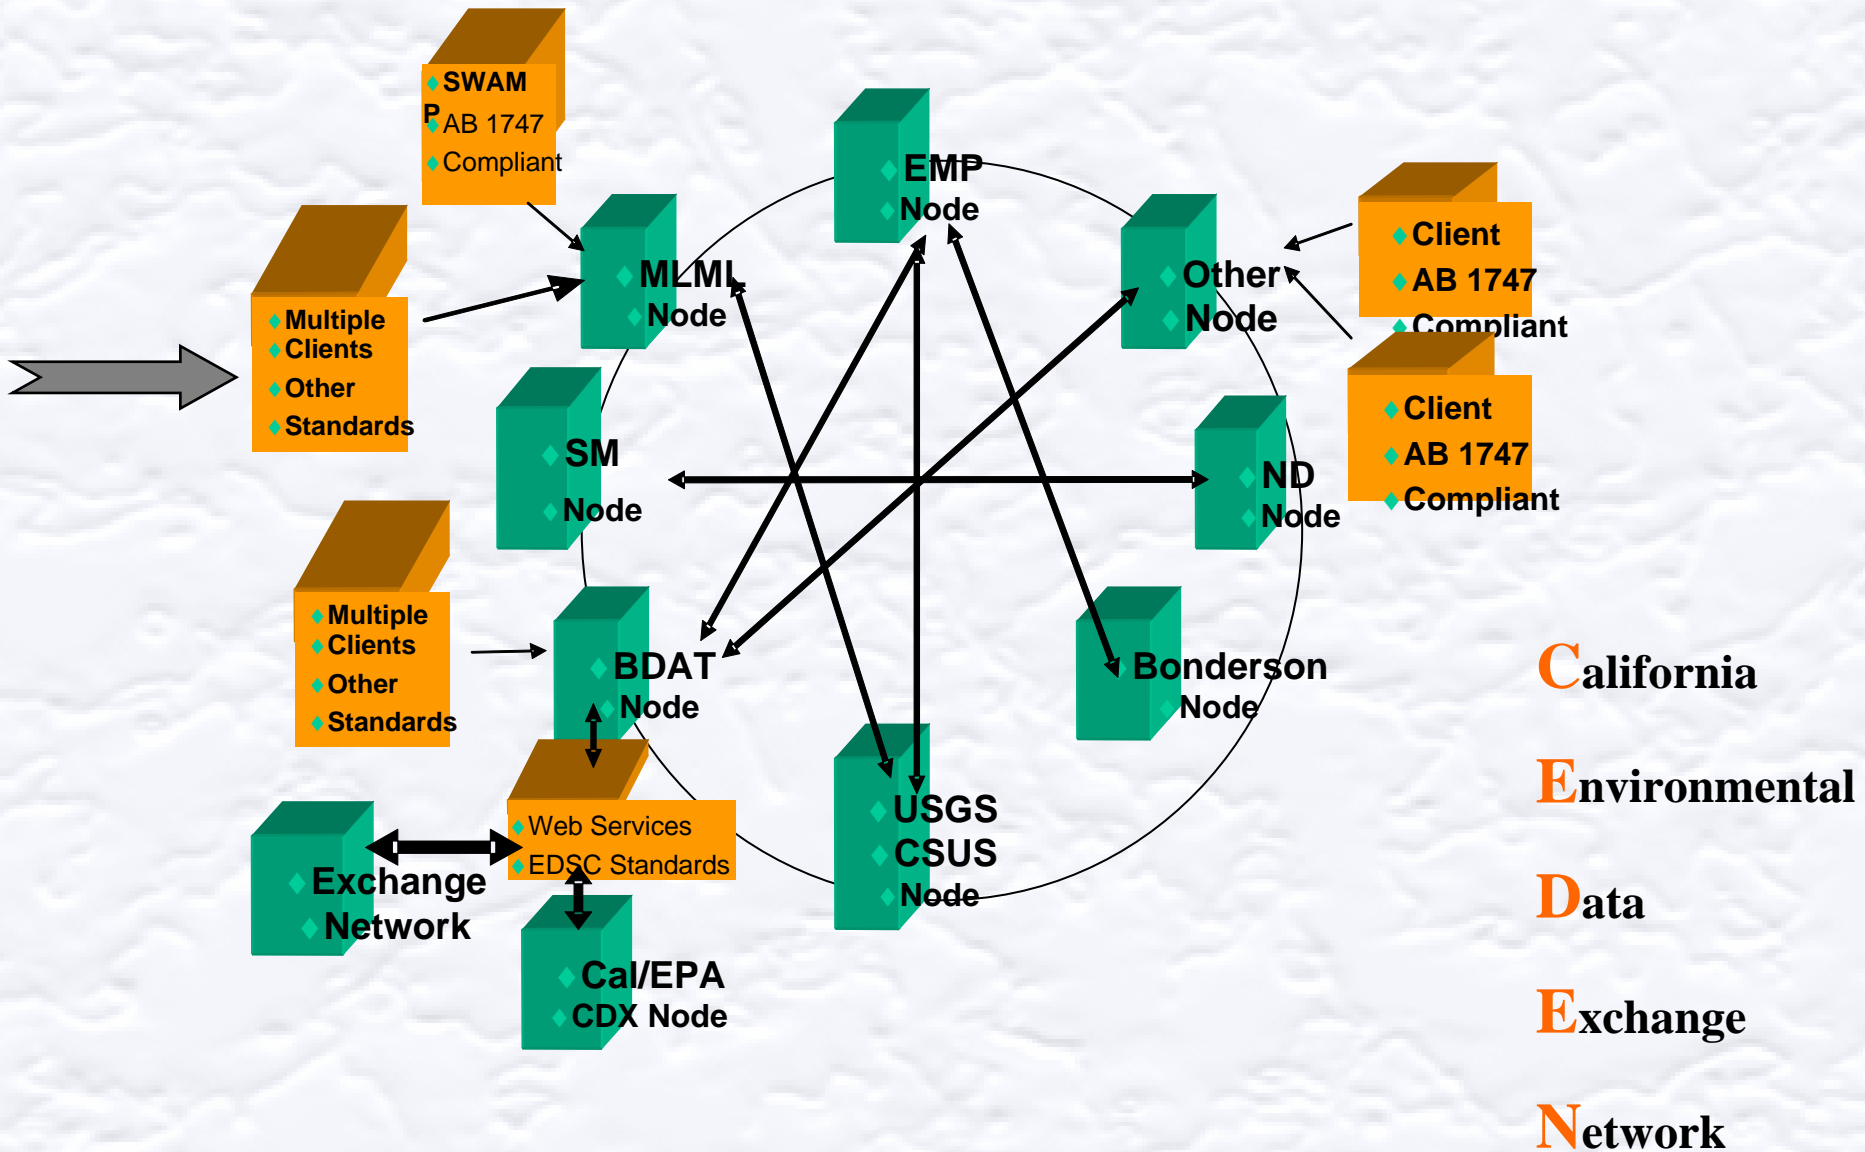 SWAM
P
AB 1747
Compliant
EMP
Node
MLML
Node
Other
Node
Client
AB 1747
Compliant
Multiple
Clients
Other
Standards
Client
AB 1747
Compliant
SM
Node
ND
Node
Multiple
Clients
Other
Standards
BDAT
Node
Bonderson
Node
Web Services
EDSC Standards
USGS
CSUS
Node
Exchange
Network
Cal/EPA
CDX Node
California
Environmental
Data
Exchange
Network